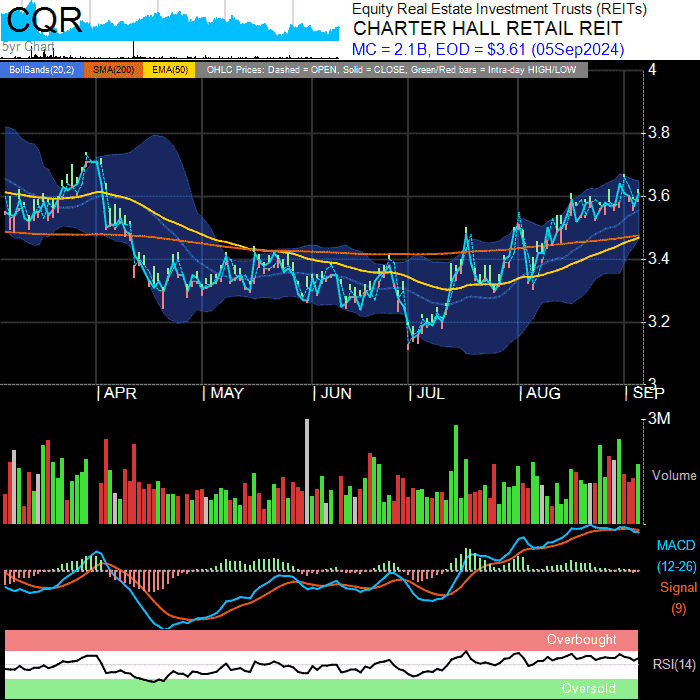 CQR
Equity Real Estate Investment Trusts (REITs)
CHARTER HALL RETAIL REIT
5yr Chart
MC = 2.1B, EOD = $3.61 (05Sep2024)
BollBands(20,2) SMA(200) EMA(50) OHLC Prices: Dashed = OPEN, Solid = CLOSE, Green/Red bars = Intra-day HIGH/LOW
4
3.8
3.6
3.4
3.2
3
APR MAY JUN JUL AUG SEP
3M
Volume
MACD
(12-26)
Signal
(9)
Overbought
RSI(14)
Oversold